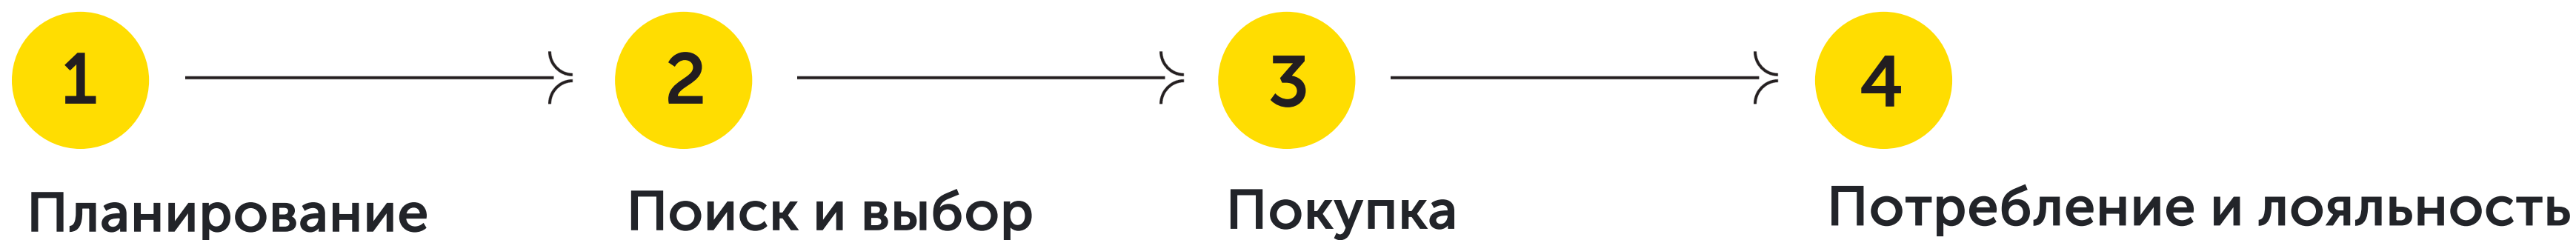 1 2 3 4
Планирование Поиск и выбор Покупка Потребление и лояльность